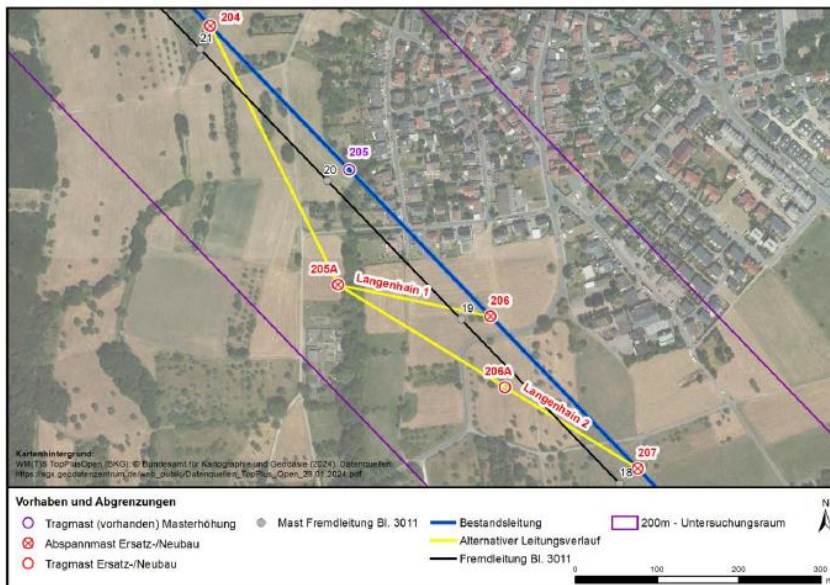 204
21
205
20
205A
Langenhain 1
206
19
206A
Langenhain 2
207
18
Kartenhintergrund:
Vorhaben und Abgrenzungen
Tragmast (vorhanden) Masterhöhung
Abspannmast Ersatz-/Neubau
Tragmast Ersatz-/Neubau
Mast Fremdleitung Bl. 3011
Bestandsleitung
Alternativer Leitungsverlauf
Fremdleitung Bl. 3011
200m - Untersuchungsraum
N
0 100 200 300